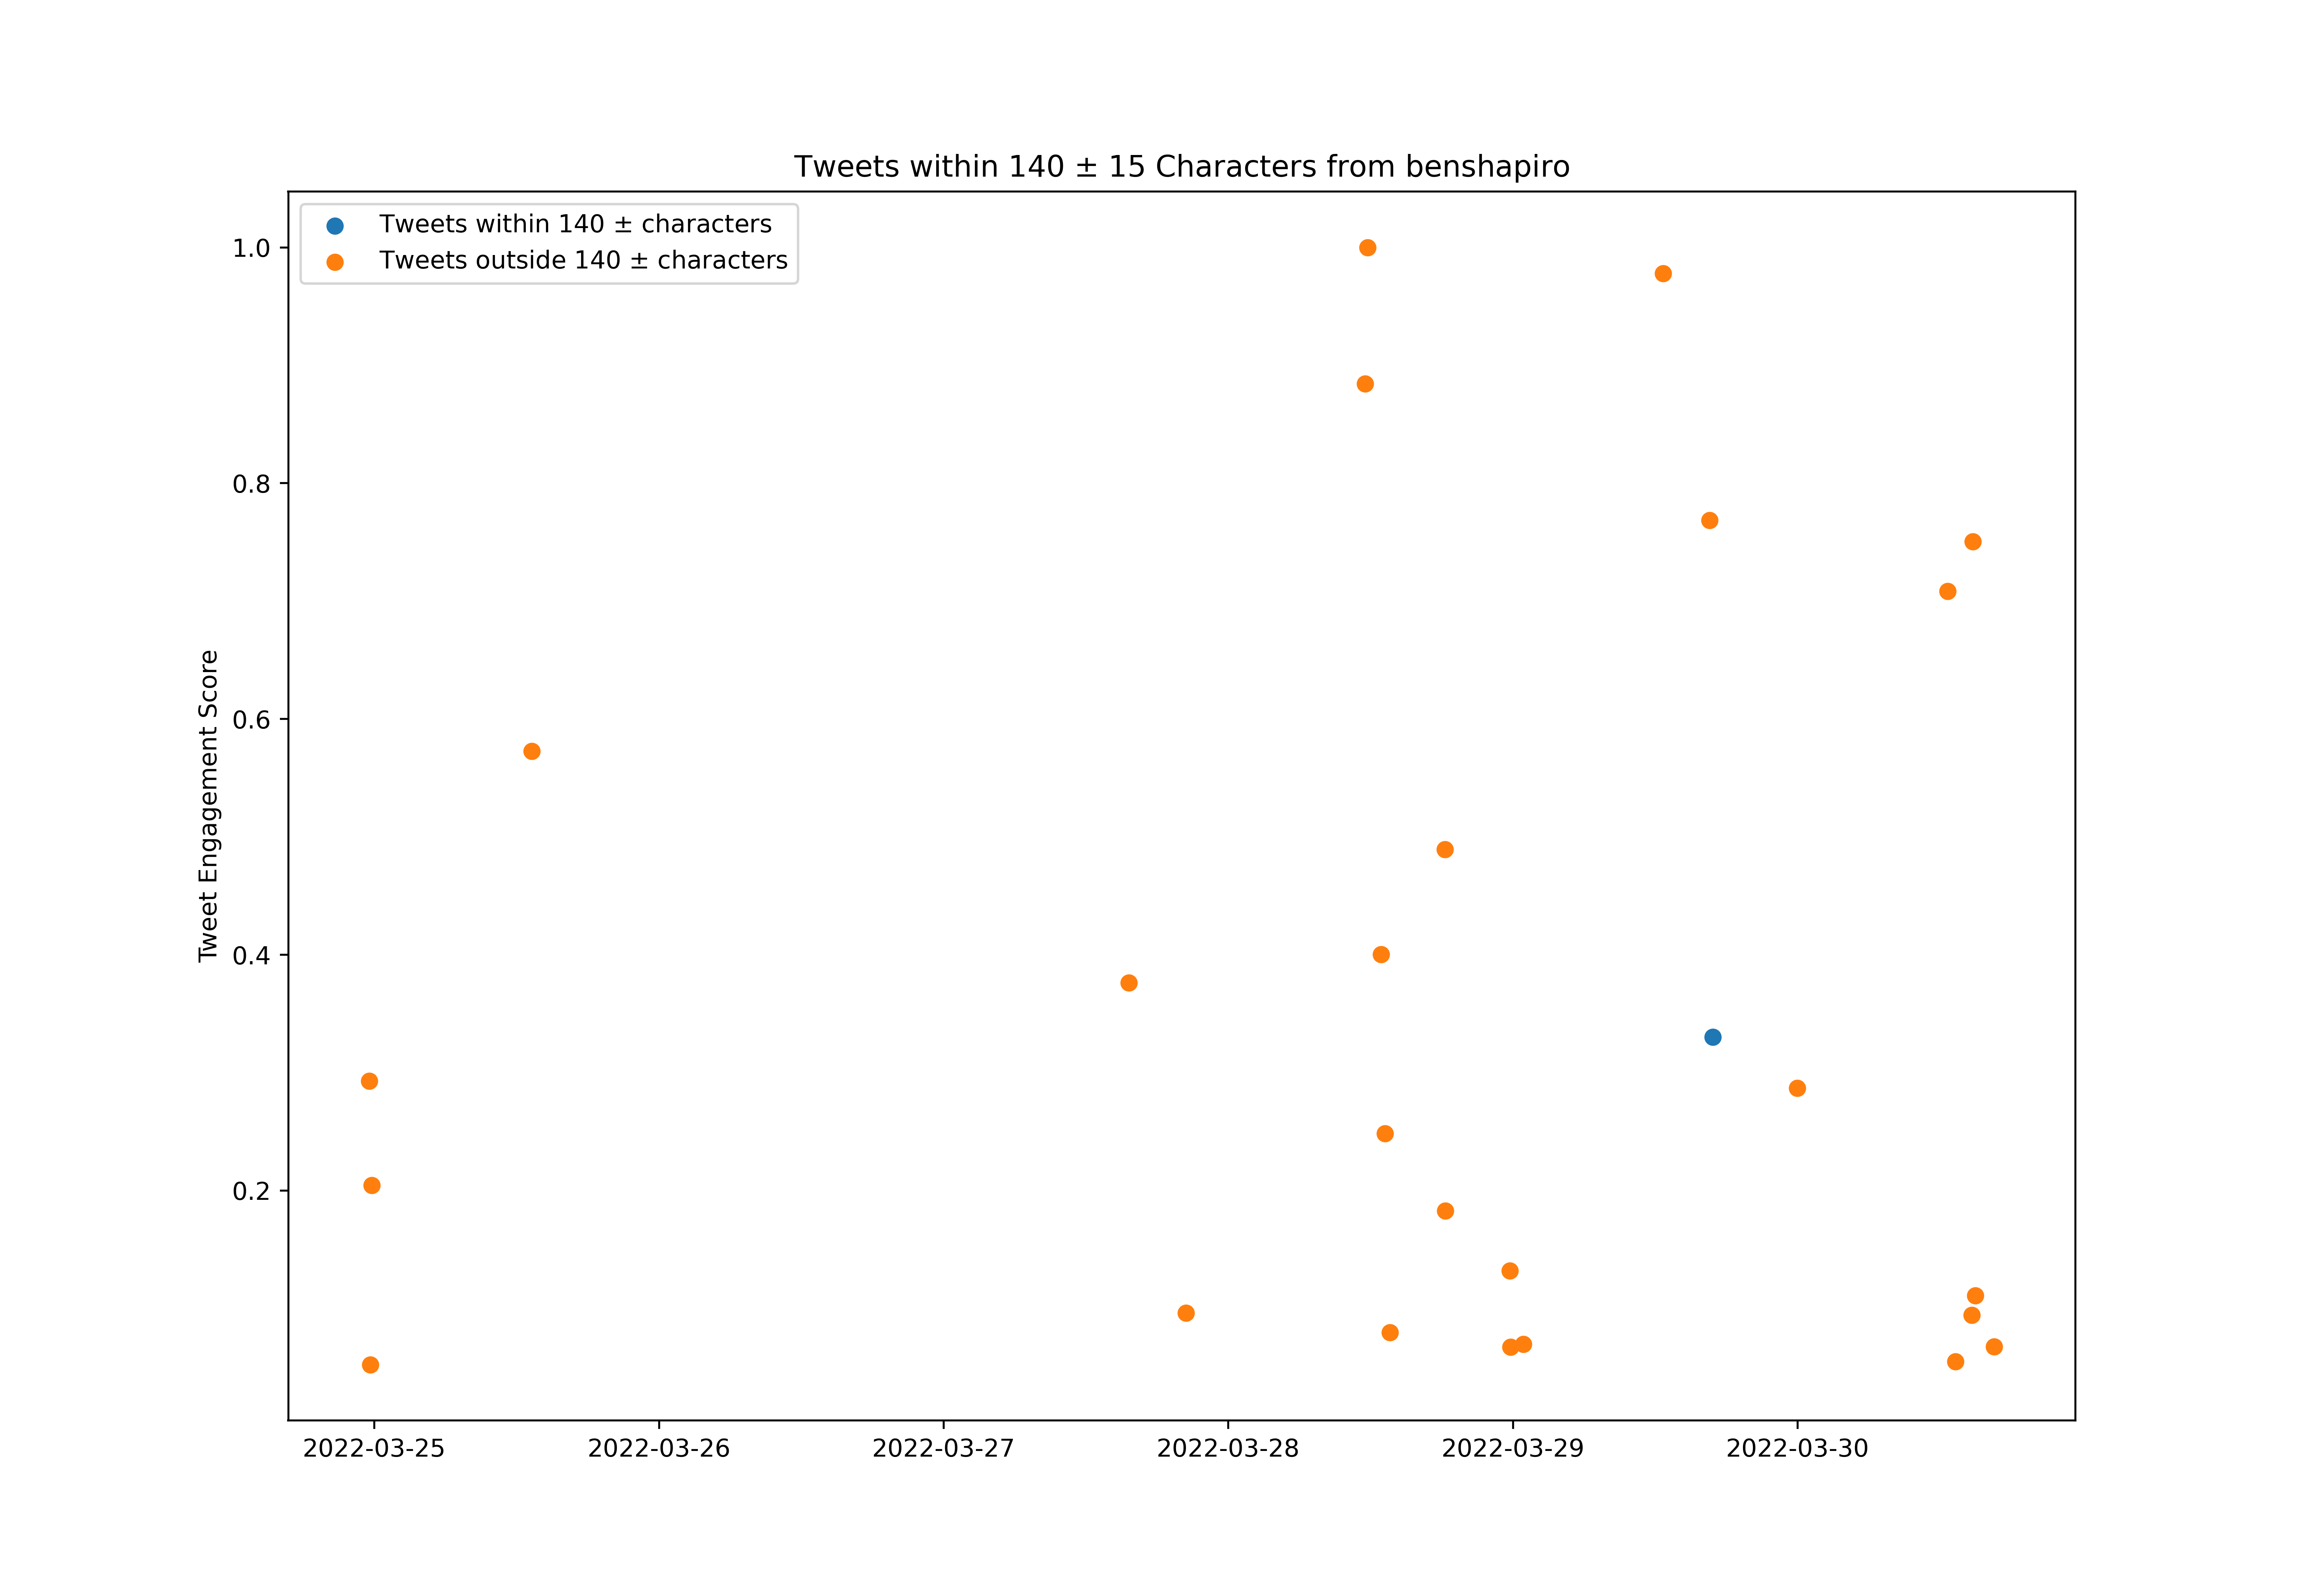 Tweets within 140 ± 15 Characters from benshapiro
Tweets within 140 ± characters
Tweets outside 140 ± characters
1.0
0.8
0.6
0.4
0.2
Tweet Engagement Score
2022-03-25 2022-03-26 2022-03-27 2022-03-28 2022-03-29 2022-03-30